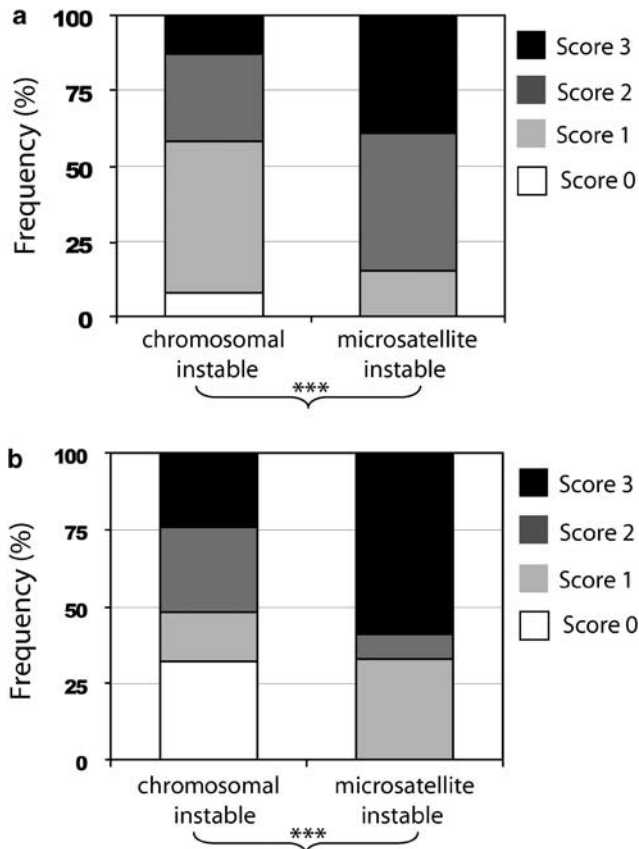 a
100
75
50
25
0
Frequency (%)
Score 3
Score 2
Score 1
Score 0
chromosomal
instable
microsatellite
instable
***
b
100
75
50
25
0
Frequency (%)
Score 3
Score 2
Score 1
Score 0
chromosomal
instable
microsatellite
instable
***